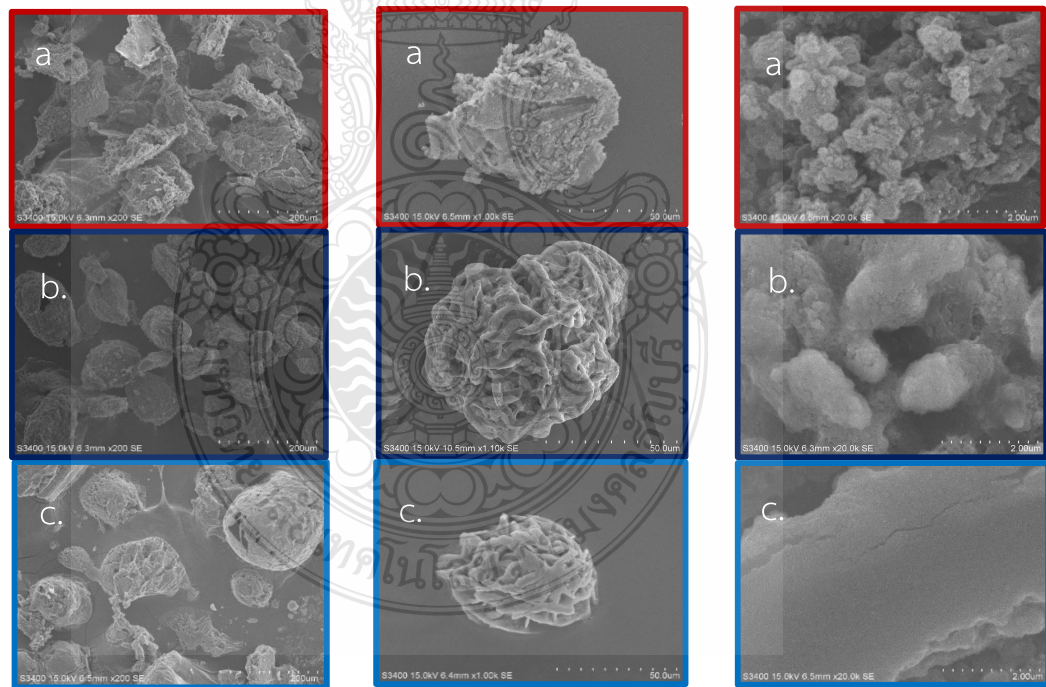 a
S3400 15.0kV 6.3mm x200 SE 200um
a
S3400 15.0kV 6.5mm x1.00k SE 50.0um
a
S3400 15.0kV 6.5mm x20.0k SE 2.00um
b.
S3400 15.0kV 6.3mm x200 SE 200um
b.
S3400 15.0kV 10.5mm x1.10k SE 50.0um
b.
S3400 15.0kV 6.3mm x20.0k SE 2.00um
c.
S3400 15.0kV 6.5mm x200 SE 200um
c.
S3400 15.0kV 6.4mm x1.00k SE 50.0um
c.
S3400 15.0kV 6.5mm x20.0k SE 2.00um